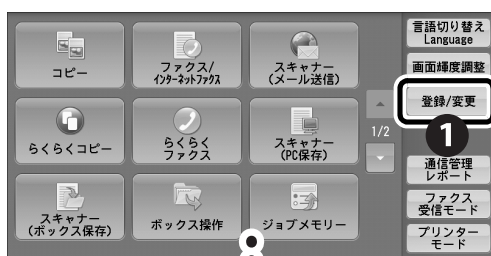 コピー
ファクス/
インターネットファクス
スキャナー
(メール送信)
らくらくコピー
らくらく
ファクス
スキャナー
(PC保存)
スキャナー
(ボックス保存)
ボックス操作
ジョブメモリー
1/2
言語切り替え
Language
画面輝度調整
登録/変更
1
通信管理
レポート
ファクス
受信モード
プリンター
モード